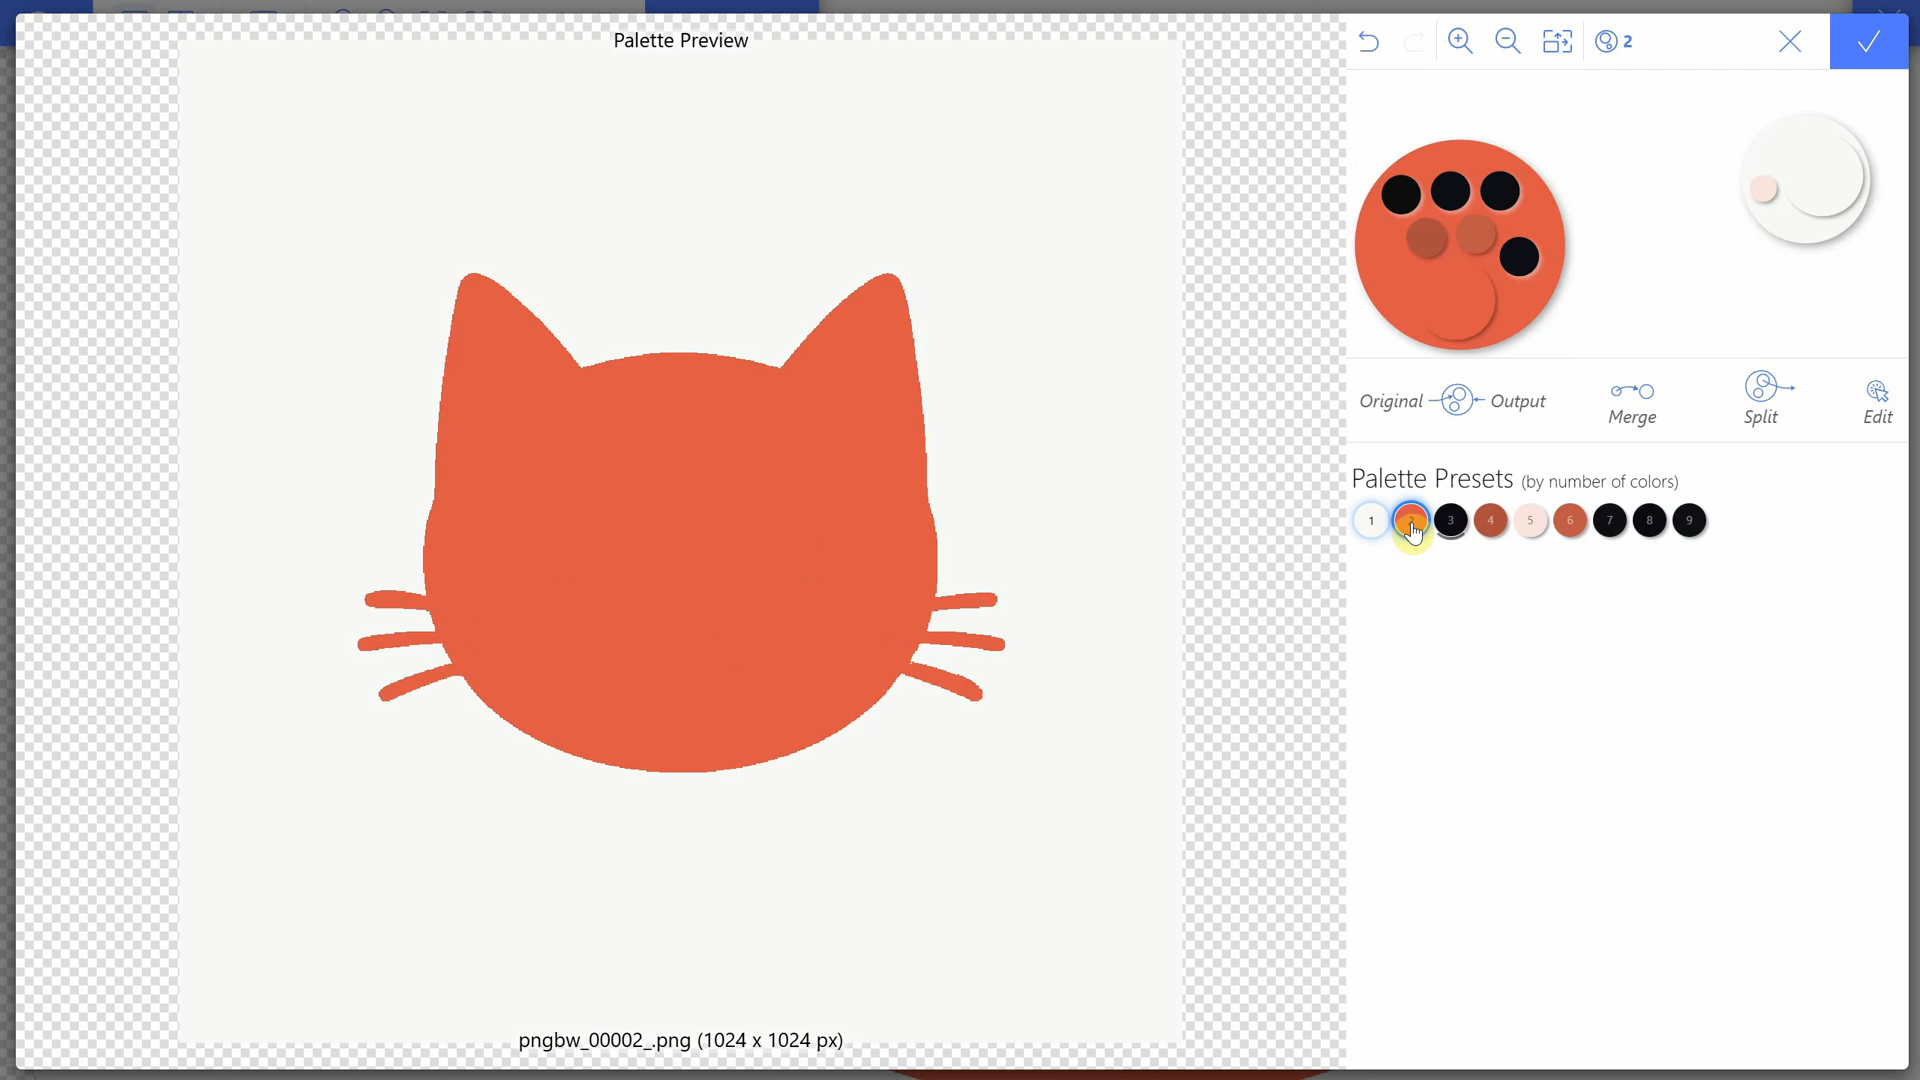 Palette Preview
2
Original
Output
Merge
Split
Edit
Palette Presets (by number of colors)
1 2 3 4 5 6 7 8 9
pngbw_00002_.png (1024 x 1024 px)